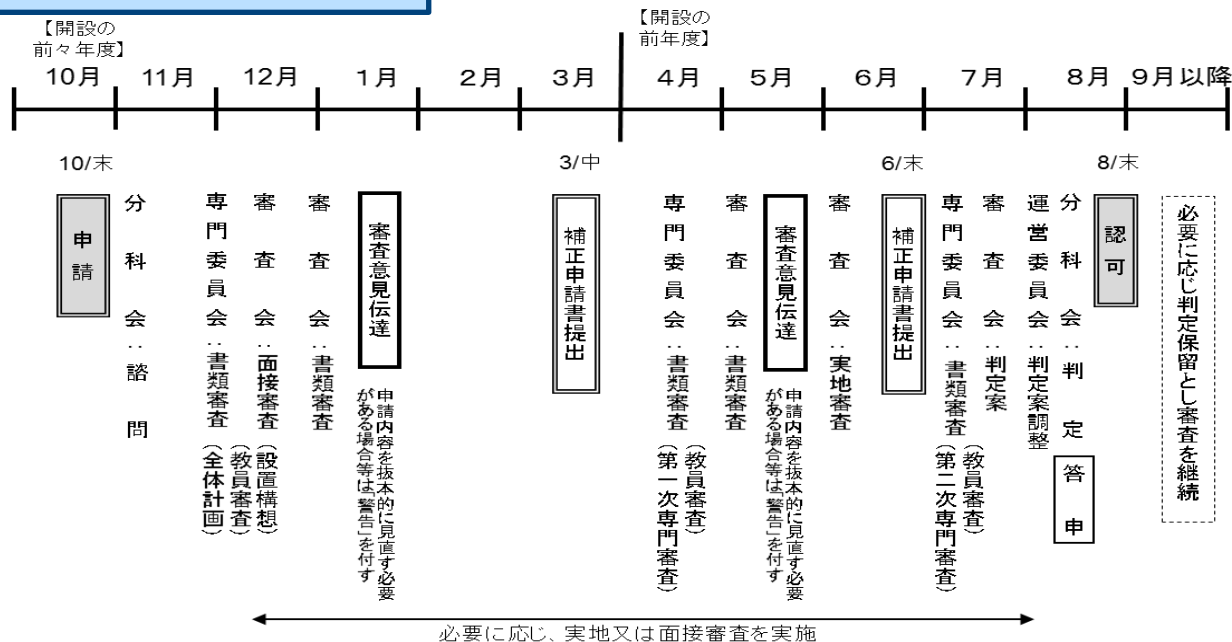 【開設の
前々年度】
【開設の
前年度】
10月
11月
12月
1月
2月
3月
4月
5月
6月
7月
8月
9月以降
10/末
3/中
6/末
8/末
申請
分科会：諮問
専門委員会：書類審査
（教員審査）
（全体計画）
審査会：面接審査
（設置構想）
審査会：書類審査
審査意見伝達
申請内容を抜本的に見直す必要
がある場合等は「警告」を付す
補正申請書提出
専門委員会：書類審査
（教員審査）
（第一次専門審査）
審査会：書類審査
審査意見伝達
申請内容を抜本的に見直す必要
がある場合等は「警告」を付す
審査会：実地審査
補正申請書提出
専門委員会：書類審査
（教員審査）
（第二次専門審査）
審査会：判定案
運営委員会：判定案調整
分科会：判定
答申
認可
必要に応じ判定保留とし審査を継続
必要に応じ、実地又は面接審査を実施